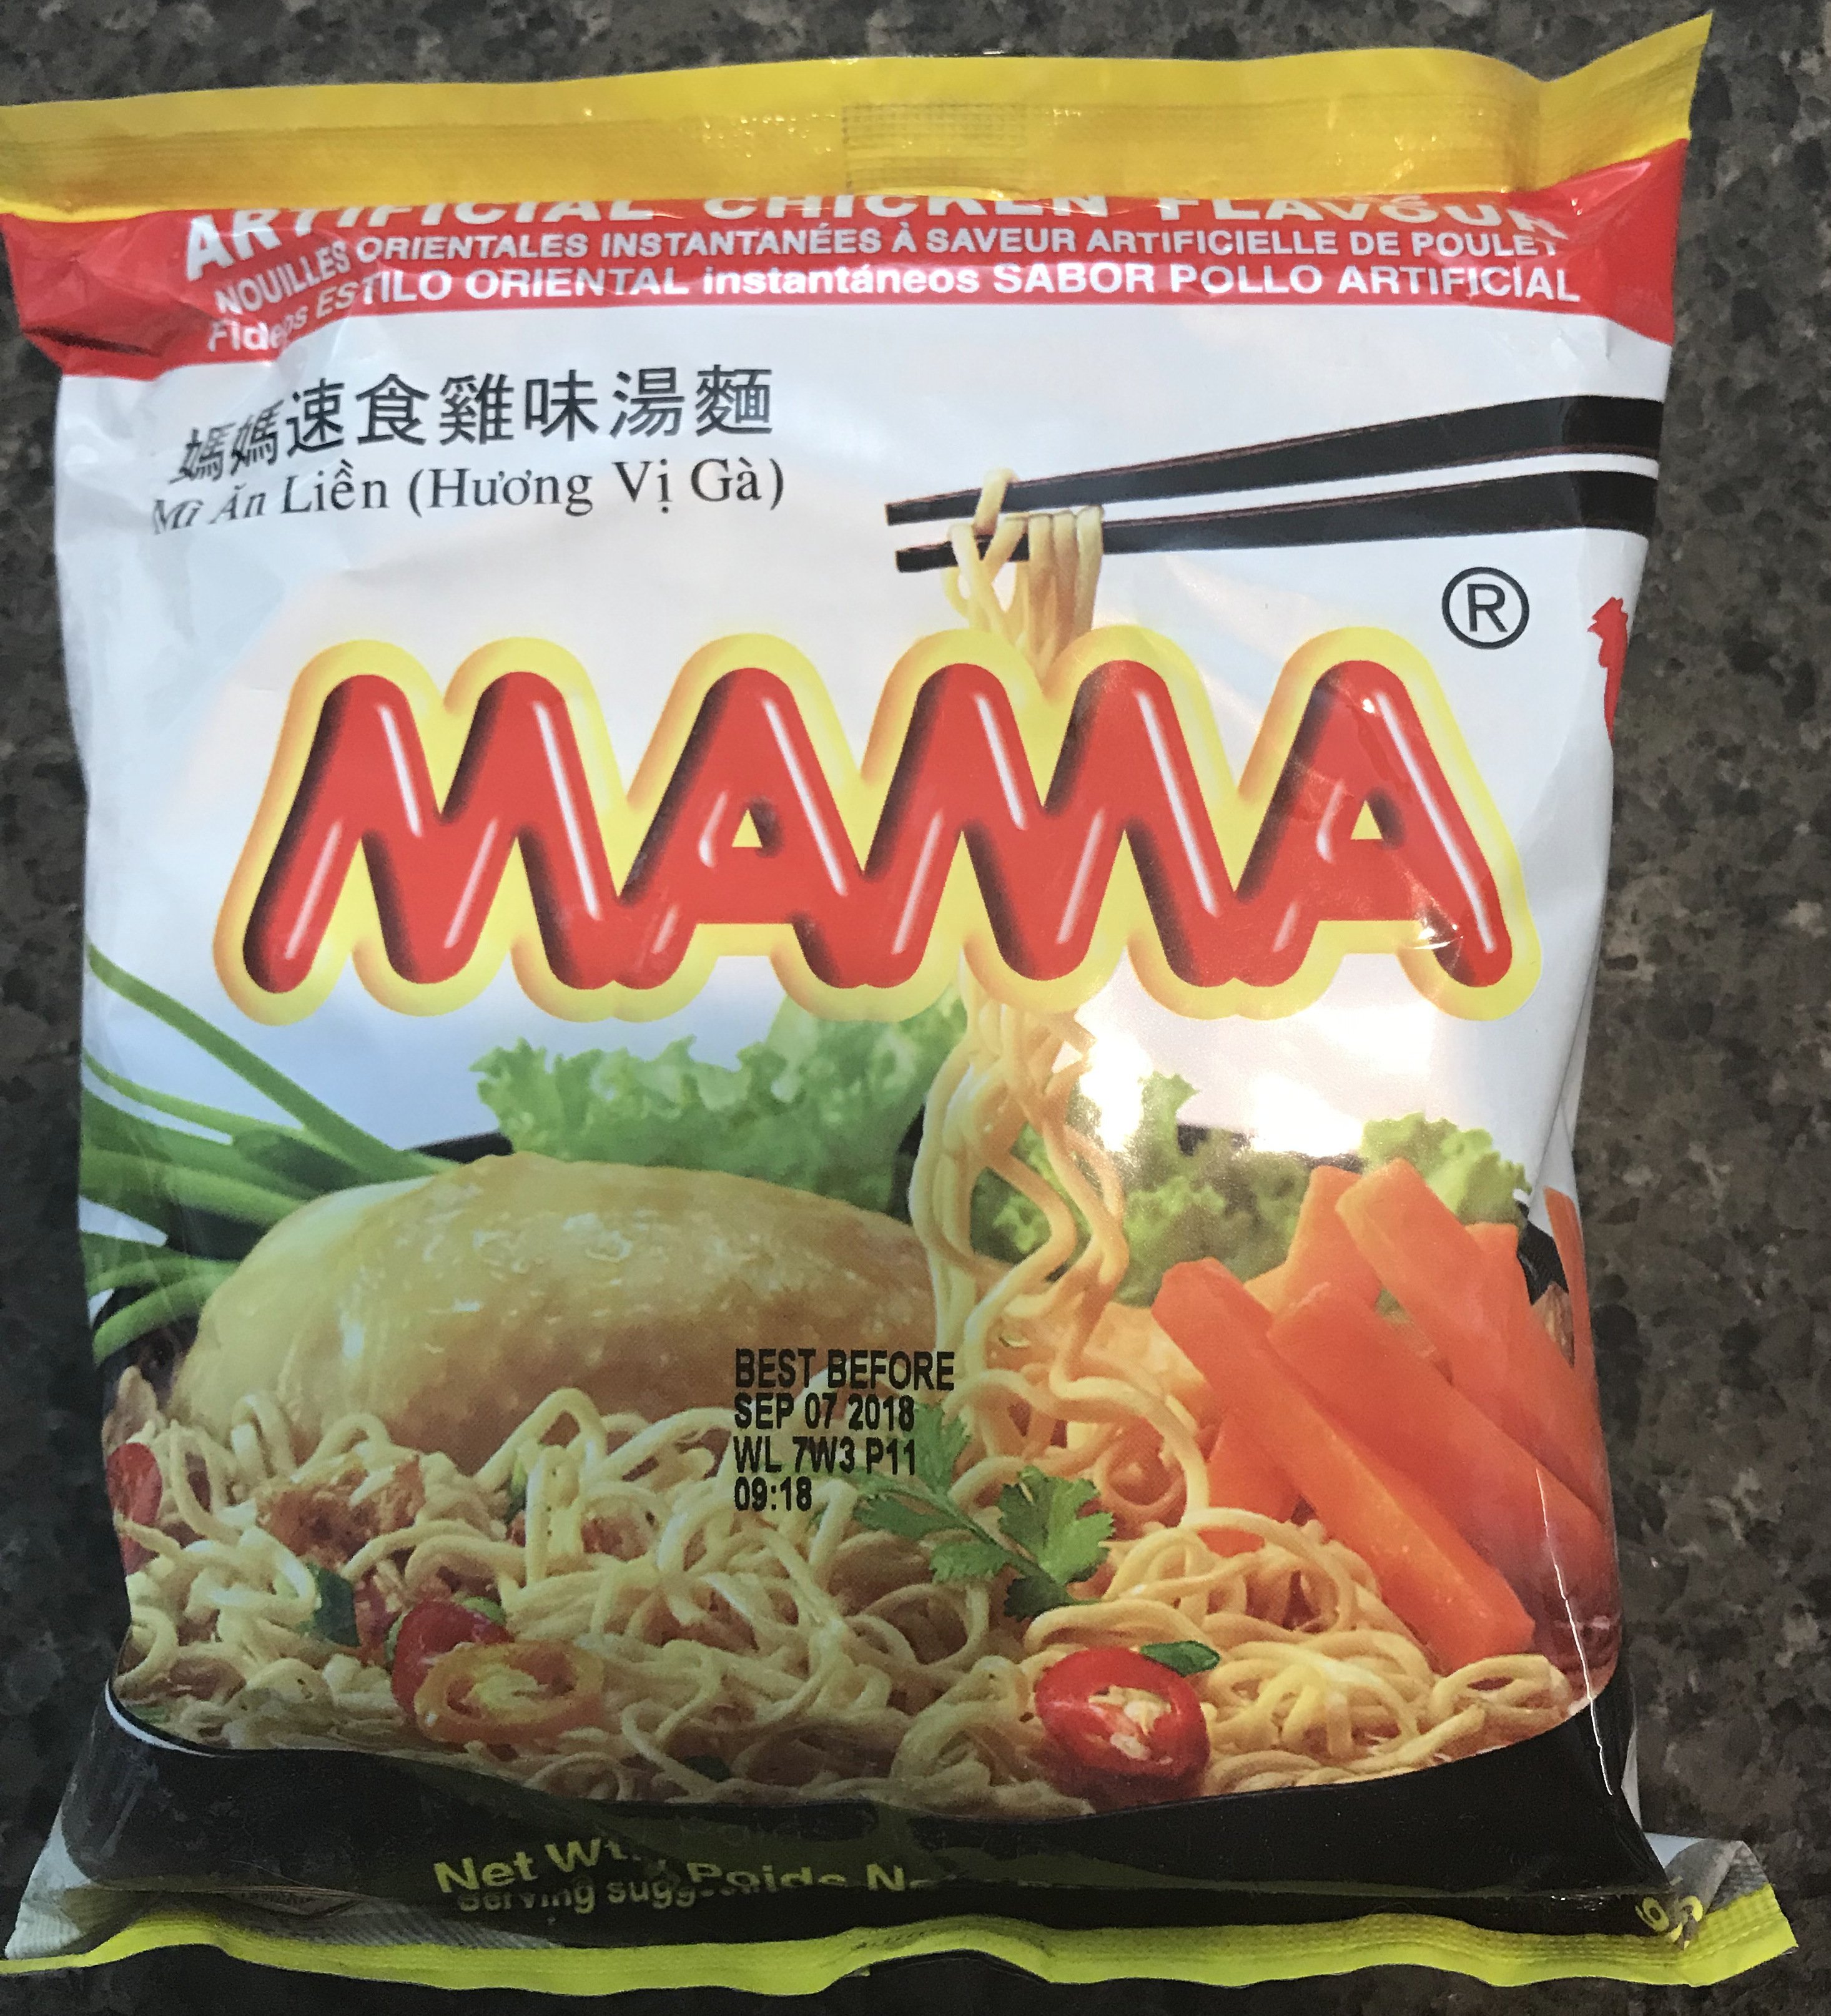 ARTIFICIAL CHICKEN FLAVOUR
NOUILLES ORIENTALES INSTANTANÉES À SAVEUR ARTIFICIELLE DE POULET
Fideos ESTILO ORIENTAL instantáneos SABOR POLLO ARTIFICIAL
媽媽速食雞味湯麵
Mì Ăn Liền (Hương Vị Gà)
®
MAMA
BEST BEFORE
SEP 07 2018
WL 7W3 P11
09:18
Net Wt. Poids
Serving